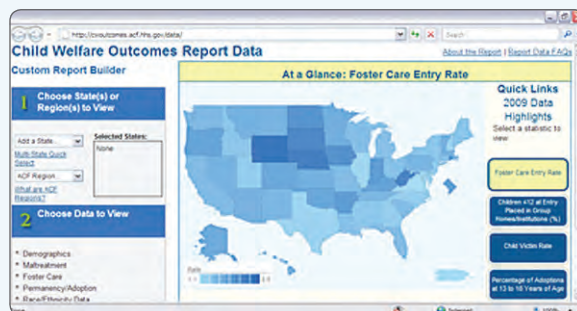 http://cwoutcomes.acf.hhs.gov/data/
Search
Child Welfare Outcomes Report Data
About the Report | Report Data FAQs
Custom Report Builder
1 Choose State(s) or
Region(s) to View
Add a State...
Selected States:
None
Multi-State Quick
Select
ACF Region...
What are ACF
Regions?
2 Choose Data to View
* Demographics
* Maltreatment
* Foster Care
* Permanency/Adoption
* Race/Ethnicity Data
At a Glance: Foster Care Entry Rate
Rate
Quick Links
2009 Data
Highlights
Select a statistic to
view
Foster Care Entry Rate
Children <12 at Entry
Placed in Group
Homes/Institutions (%)
Child Victim Rate
Percentage of Adoptions
at 13 to 18 Years of Age
Internet
100%